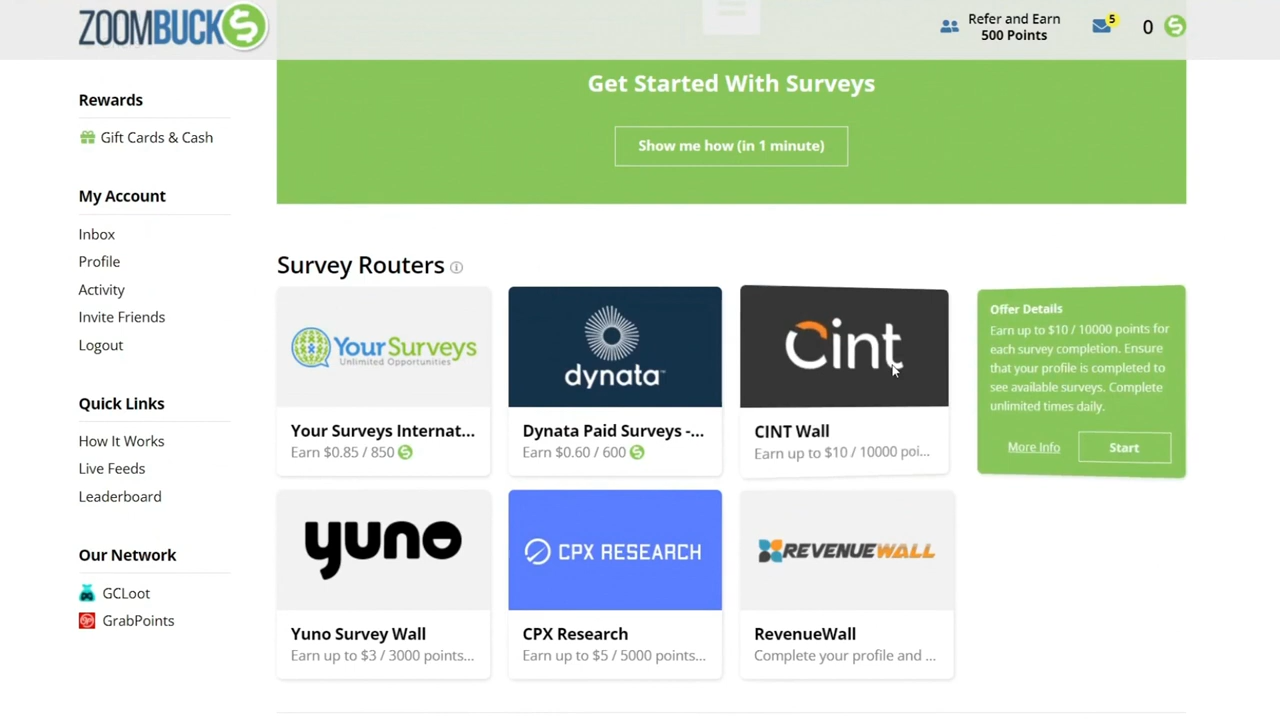 ZOOMBUCK$
Refer and Earn
500 Points
5
0
Rewards
Gift Cards & Cash
My Account
Inbox
Profile
Activity
Invite Friends
Logout
Quick Links
How It Works
Live Feeds
Leaderboard
Our Network
GCLoot
GrabPoints
Get Started With Surveys
Show me how (in 1 minute)
Survey Routers
YourSurveys
Unlimited Opportunities
Your Surveys Internat...
Earn $0.85 / 850
dynata
Dynata Paid Surveys -...
Earn $0.60 / 600
Cint
CINT Wall
Earn up to $10 / 10000 poi...
Offer Details
Earn up to $10 / 10000 points for
each survey completion. Ensure
that your profile is completed to
see available surveys. Complete
unlimited times daily.
More Info
Start
yuno
Yuno Survey Wall
Earn up to $3 / 3000 points...
CPX RESEARCH
CPX Research
Earn up to $5 / 5000 points...
REVENUEWALL
RevenueWall
Complete your profile and ...